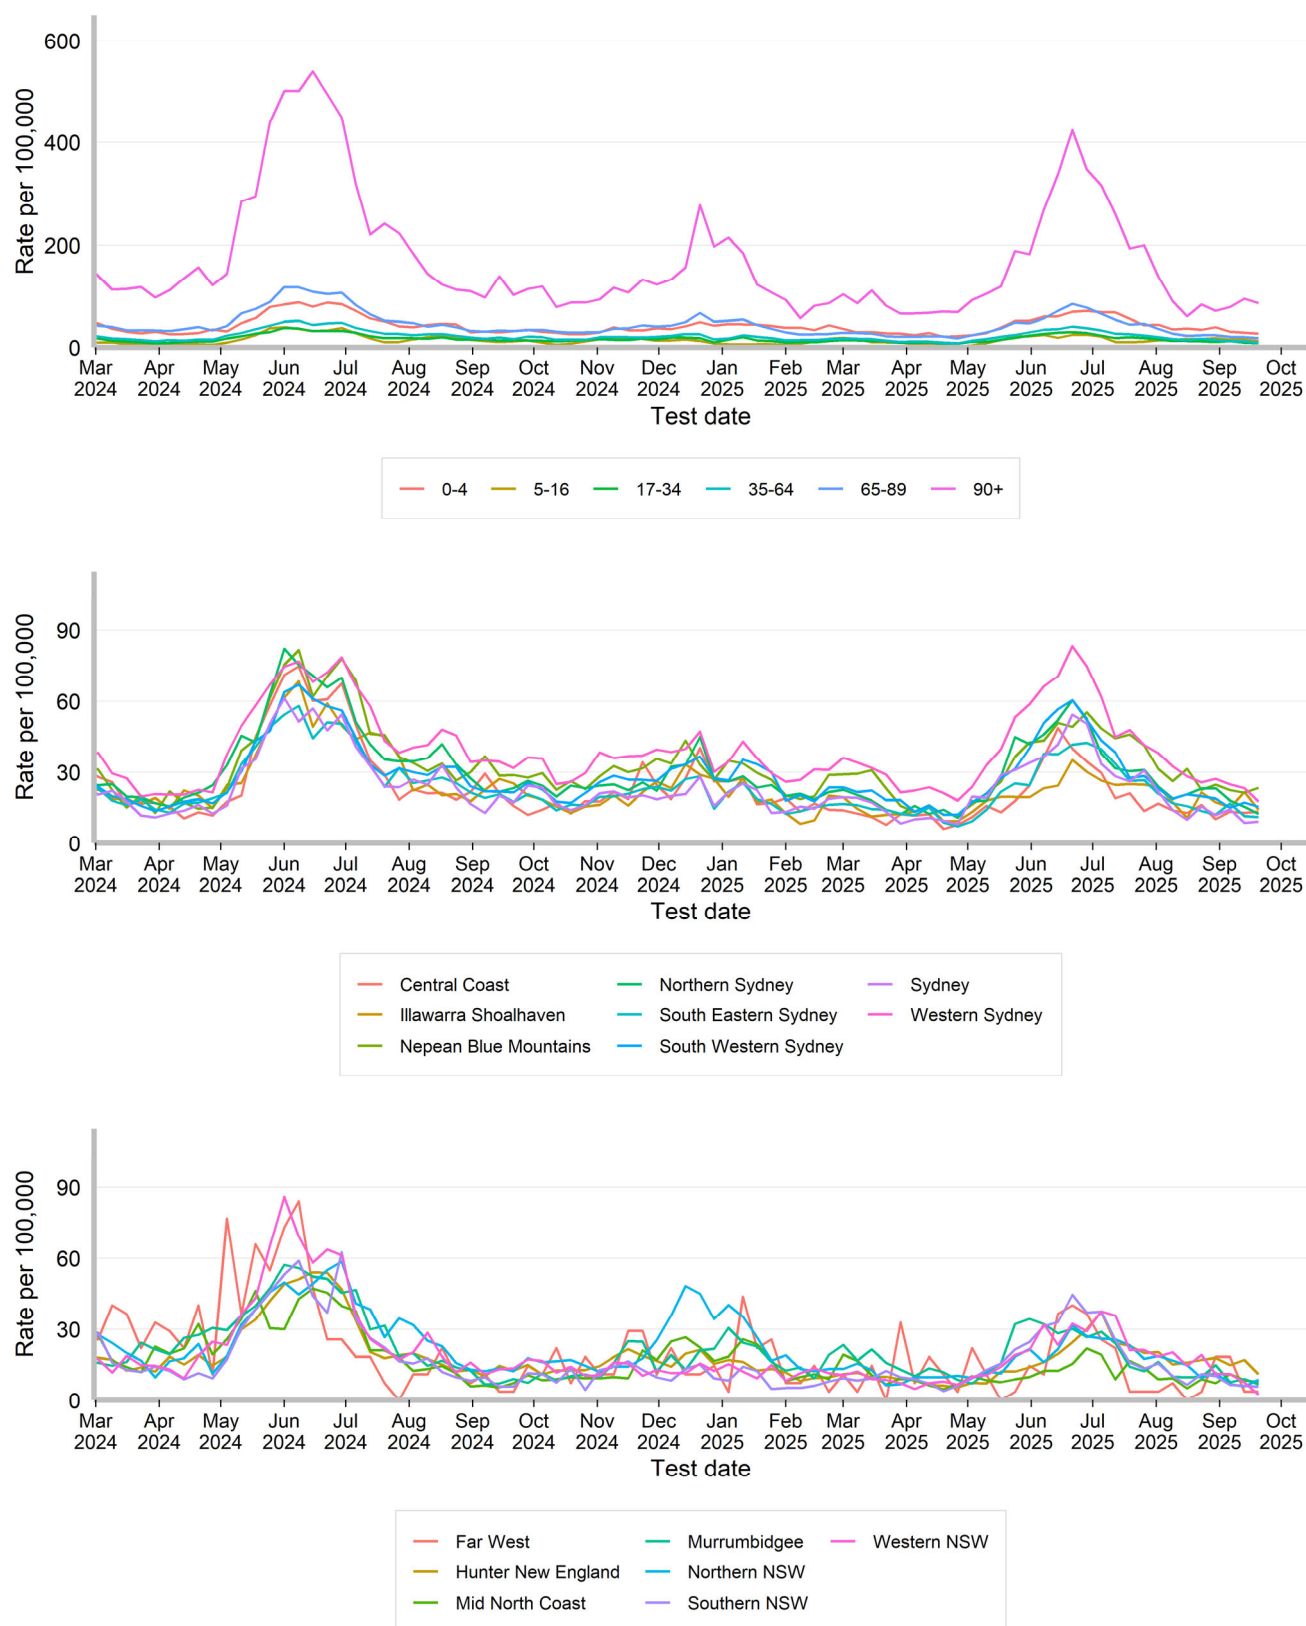 Rate per 100,000
600
400
200
0
Mar Apr May Jun Jul Aug Sep Oct Nov Dec Jan Feb Mar Apr May Jun Jul Aug Sep Oct
2024 2024 2024 2024 2024 2024 2024 2024 2024 2024 2025 2025 2025 2025 2025 2025 2025 2025 2025 2025
Test date
0-4 5-16 17-34 35-64 65-89 90+
Rate per 100,000
90
60
30
0
Mar Apr May Jun Jul Aug Sep Oct Nov Dec Jan Feb Mar Apr May Jun Jul Aug Sep Oct
2024 2024 2024 2024 2024 2024 2024 2024 2024 2024 2025 2025 2025 2025 2025 2025 2025 2025 2025 2025
Test date
Central Coast Northern Sydney Sydney
Illawarra Shoalhaven South Eastern Sydney Western Sydney
Nepean Blue Mountains South Western Sydney
Rate per 100,000
90
60
30
0
Mar Apr May Jun Jul Aug Sep Oct Nov Dec Jan Feb Mar Apr May Jun Jul Aug Sep Oct
2024 2024 2024 2024 2024 2024 2024 2024 2024 2024 2025 2025 2025 2025 2025 2025 2025 2025 2025 2025
Test date
Far West Murrumbidgee Western NSW
Hunter New England Northern NSW
Mid North Coast Southern NSW